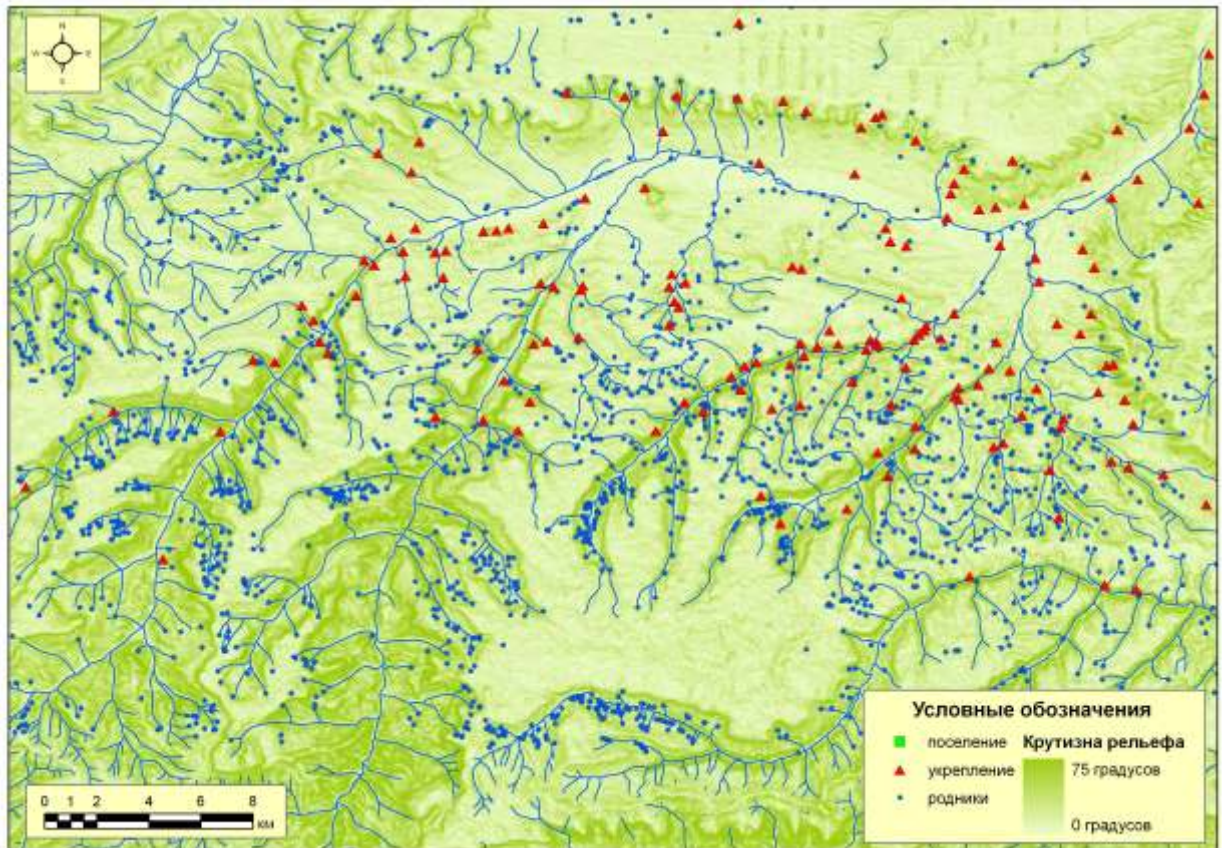 N
W E
S
Условные обозначения
поселение Крутизна рельефа
укрепление 75 градусов
родники
0 градусов
0 1 2 4 6 8
км